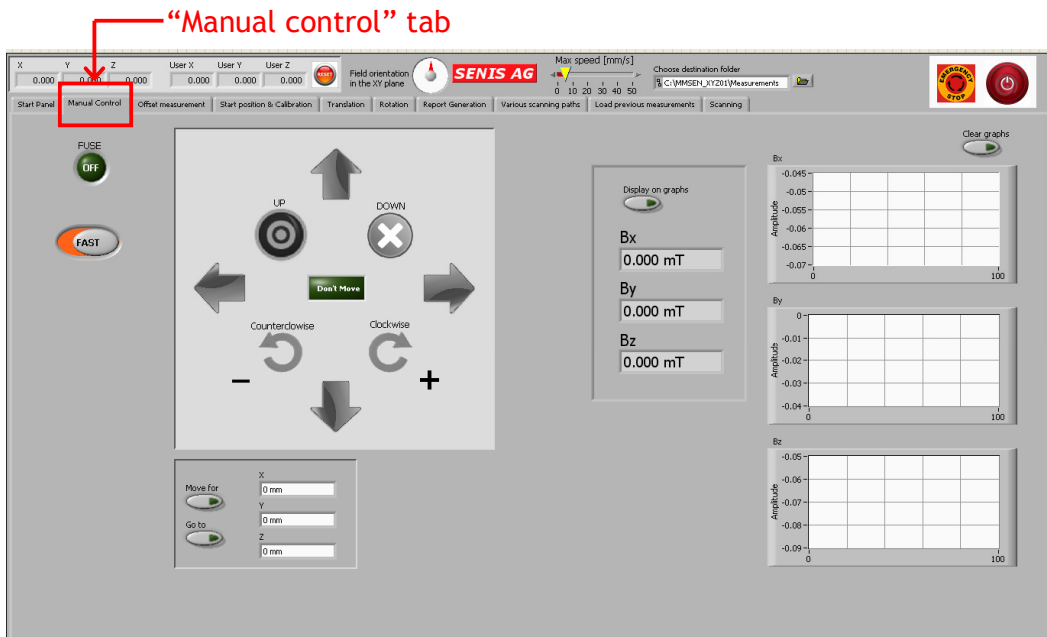 “Manual control” tab
X Y Z User X User Y User Z
0.000 0.000 0.000 0.000 0.000 0.000
RESET
Field orientation
in the XY plane
SENIS AG
Max speed [mm/s]
0 10 20 30 40 50
Choose destination folder
C:\MMSEN_XYZ01\Measurements
EMERGENCY
STOP
Start Panel Manual Control Offset measurement Start position & Calibration Translation Rotation Report Generation Various scanning paths Load previous measurements Scanning
FUSE
OFF
FAST
UP
DOWN
Don't Move
Counterclowise
Clockwise
– +
Move for
Go to
X
0 mm
Y
0 mm
Z
0 mm
Display on graphs
Bx
0.000 mT
By
0.000 mT
Bz
0.000 mT
Clear graphs
Bx
Amplitude
-0.045
-0.05
-0.055
-0.06
-0.065
-0.07
0 100
By
Amplitude
0
-0.01
-0.02
-0.03
-0.04
0 100
Bz
Amplitude
-0.05
-0.06
-0.07
-0.08
-0.09
0 100